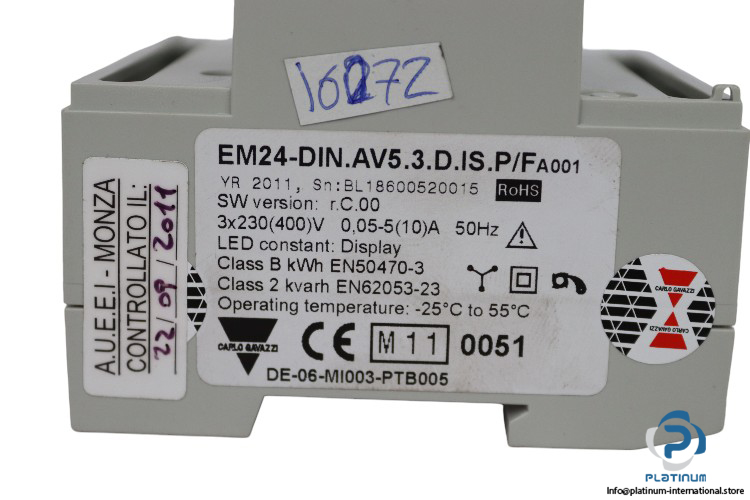 16272
EM24-DIN.AV5.3.D.IS.P/FA001
YR 2011, Sn:BL18600520015 RoHS
SW version: r.C.00
3x230(400)V 0,05-5(10)A 50Hz
LED constant: Display
Class B kWh EN50470-3
Class 2 kvarh EN62053-23
Operating temperature: -25°C to 55°C
CARLO GAVAZZI
CE M 11 0051
DE-06-MI003-PTB005
A.U.E.E.I - MONZA
CONTROLLATO IL:
22/09/2011
CARLO GAVAZZI
CARLO GAVAZZI
PLATINUM
Info@platinum-international.store